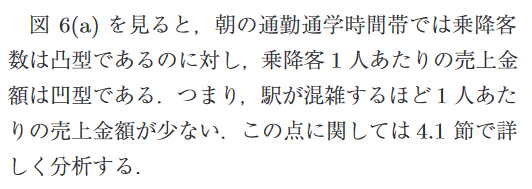 図 6(a) を見ると，朝の通勤通学時間帯では乗降客
数は凸型であるのに対し，乗降客 1 人あたりの売上金
額は凹型である．つまり，駅が混雑するほど 1 人あた
りの売上金額が少ない．この点に関しては 4.1 節で詳
しく分析する．